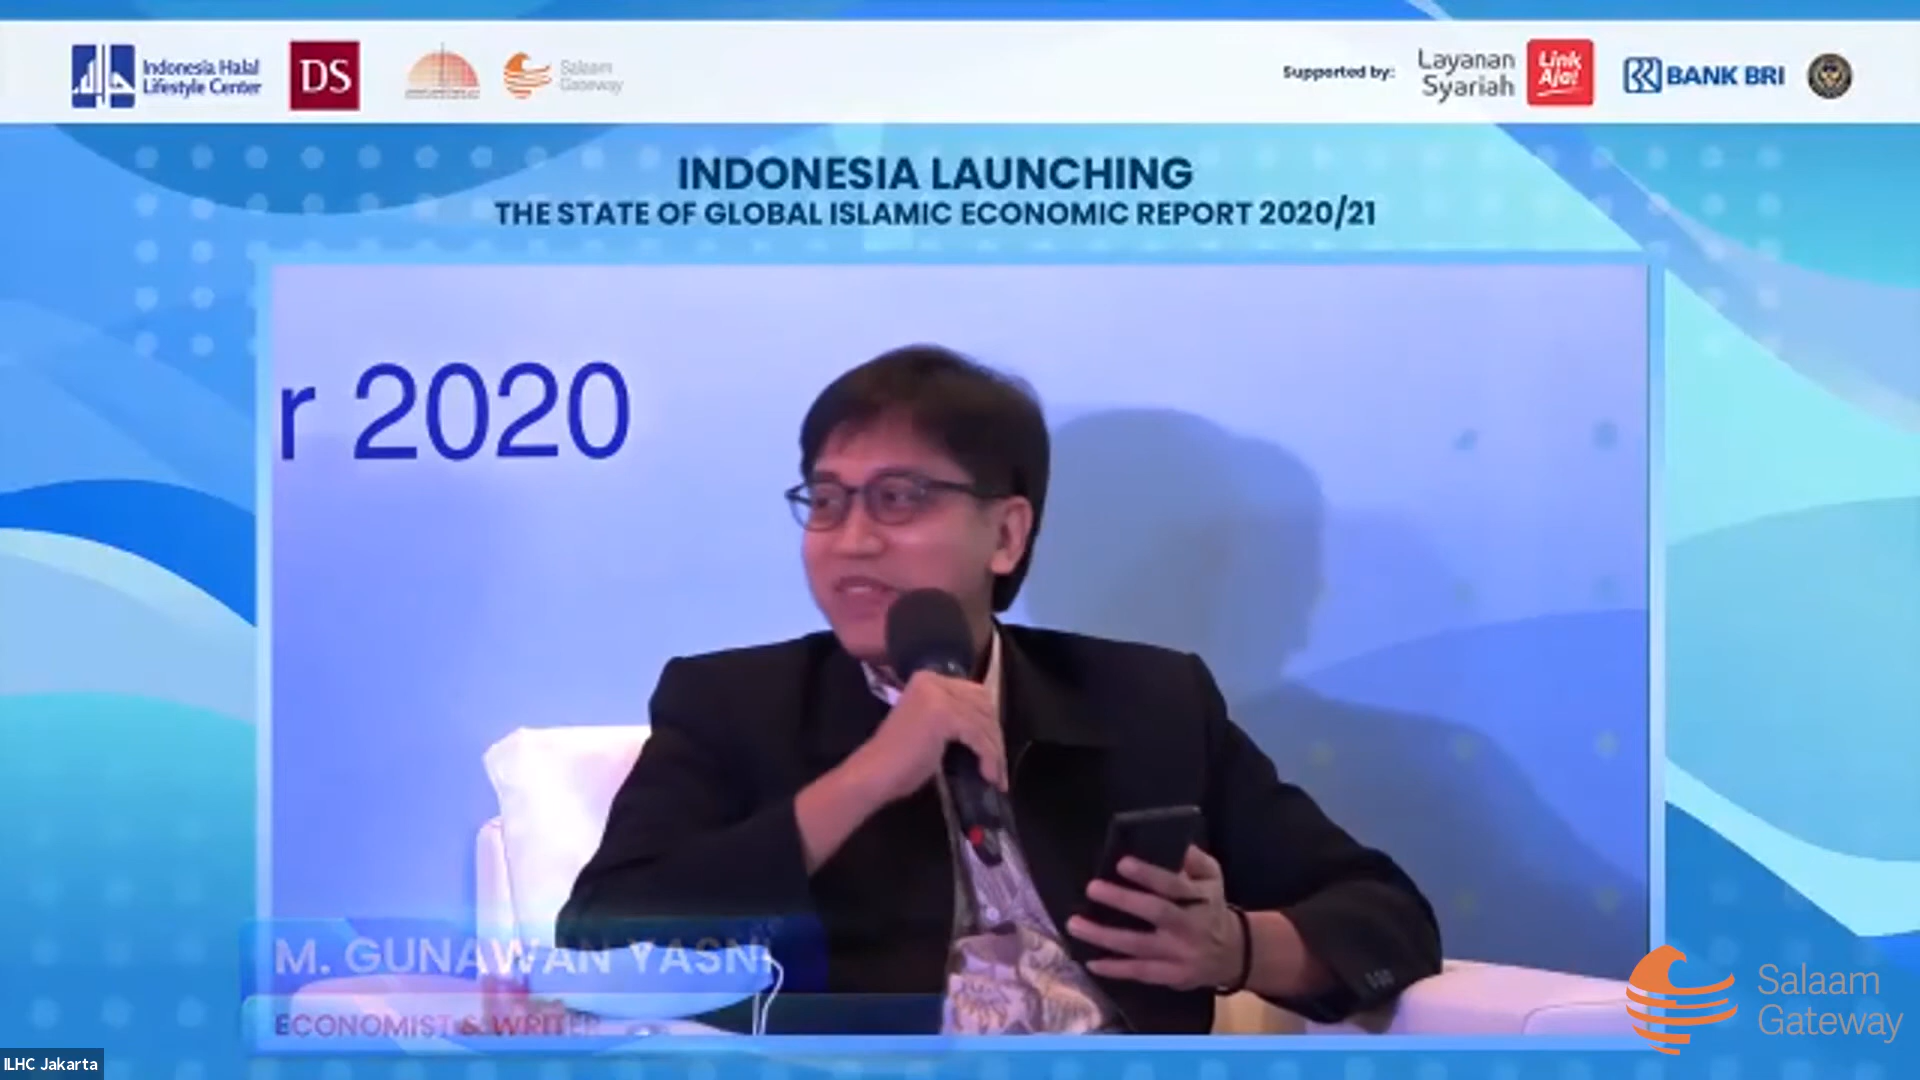 Indonesia Halal
Lifestyle Center
DS
Salaam
Gateway
Supported by:
Layanan
Syariah
Link
Aja!
BANK BRI
INDONESIA LAUNCHING
THE STATE OF GLOBAL ISLAMIC ECONOMIC REPORT 2020/21
r 2020
M. GUNAWAN YASNI
ECONOMIST & WRITER
Salaam
Gateway
ILHC Jakarta